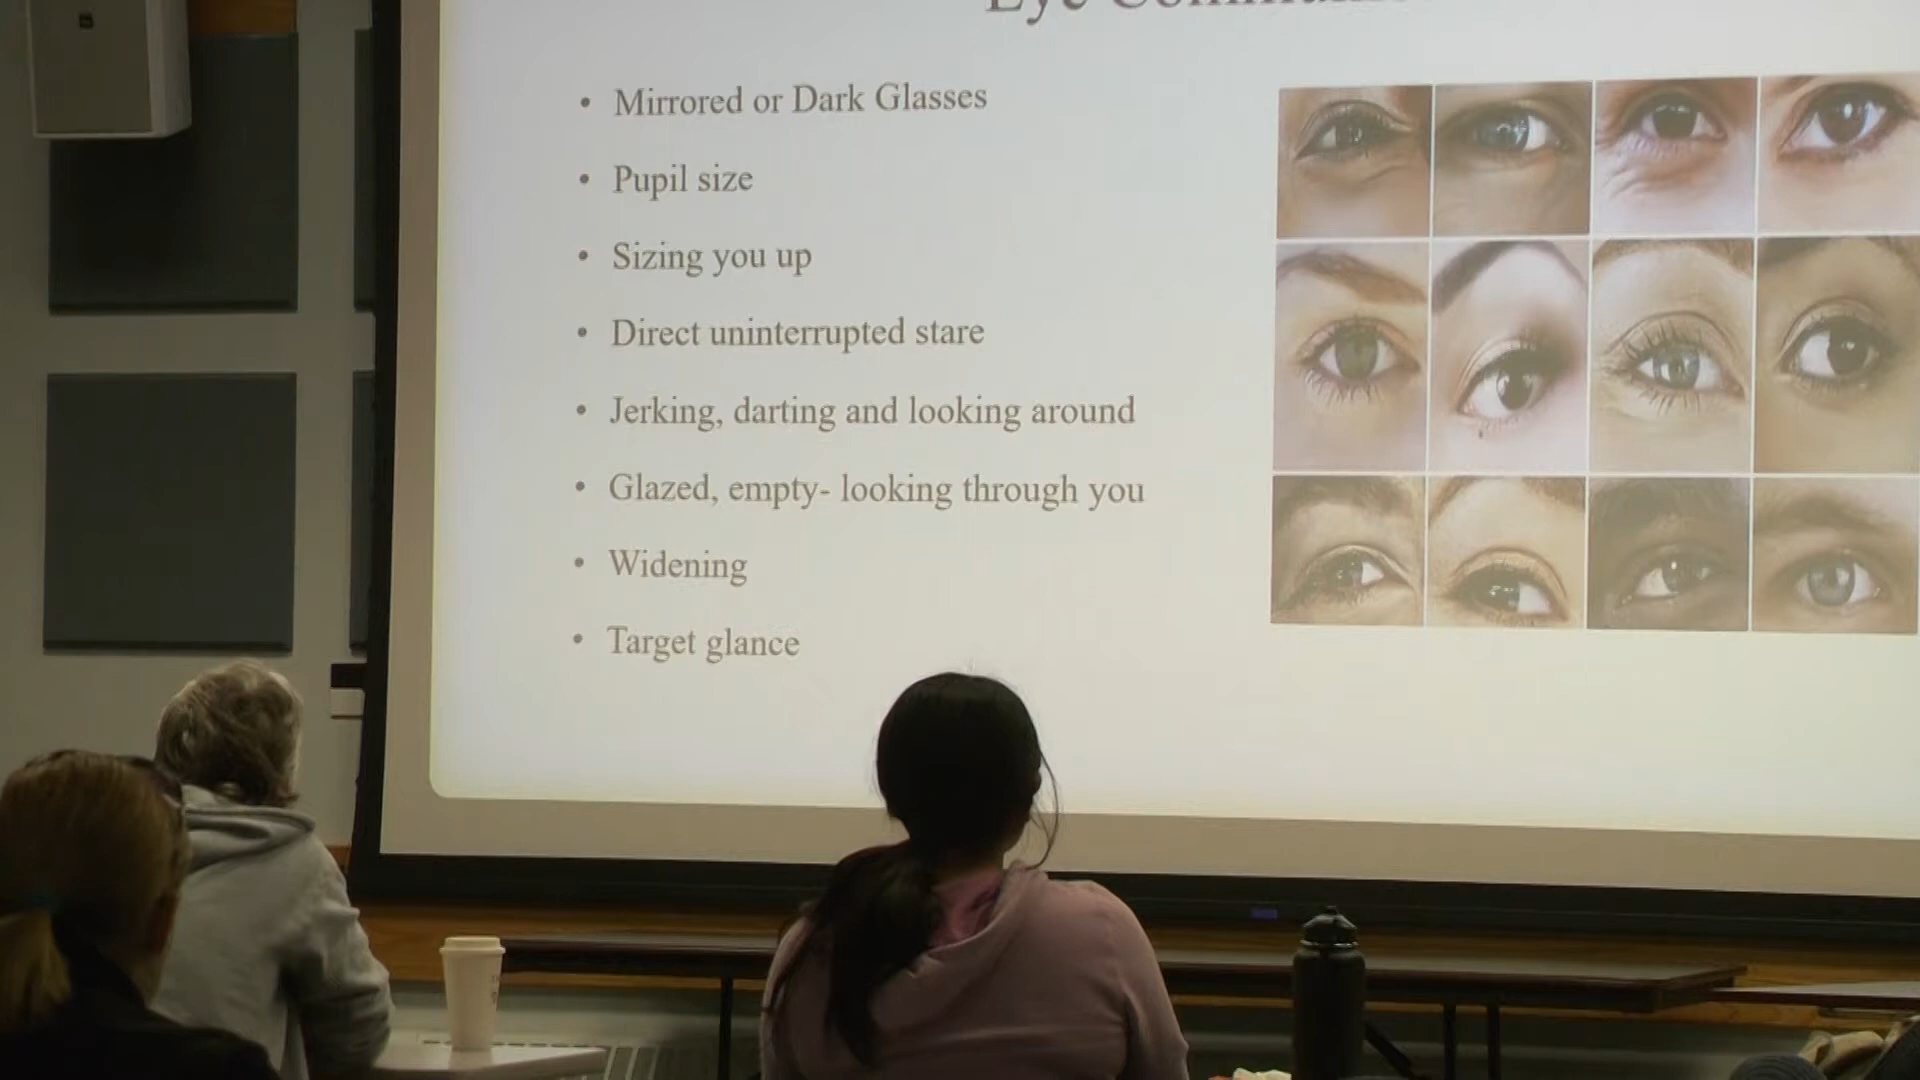 Eye
• Mirrored or Dark Glasses
• Pupil size
• Sizing you up
• Direct uninterrupted stare
• Jerking, darting and looking around
• Glazed, empty- looking through you
• Widening
• Target glance